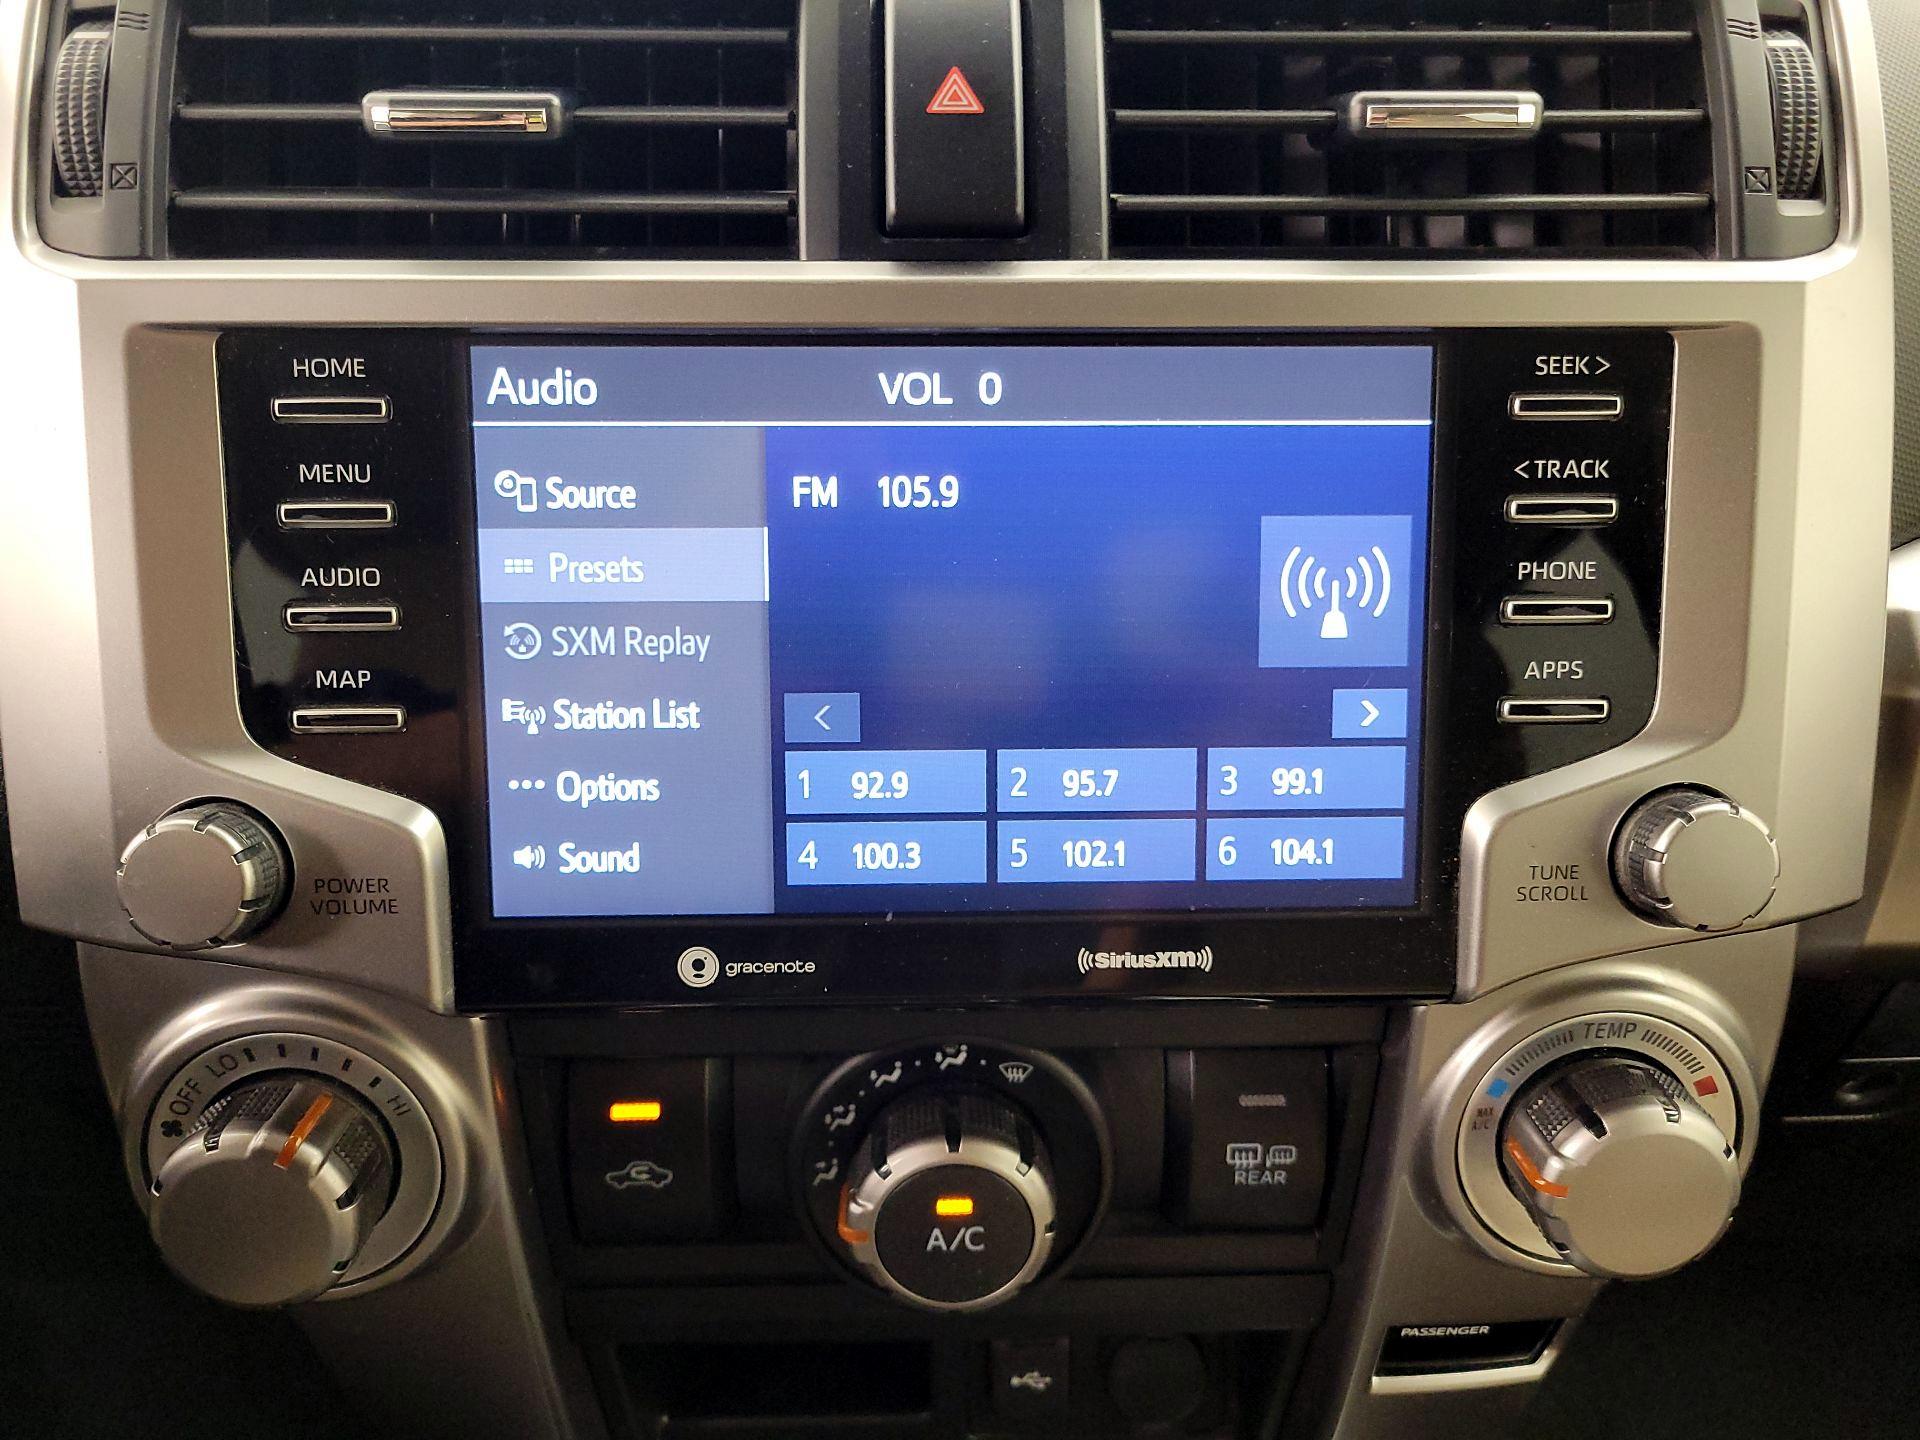 HOME
MENU
AUDIO
MAP
Audio VOL 0
Source
Presets
SXM Replay
Station List
Options
Sound
FM 105.9
<
>
1 92.9
2 95.7
3 99.1
4 100.3
5 102.1
6 104.1
SEEK >
< TRACK
PHONE
APPS
POWER
VOLUME
TUNE
SCROLL
gracenote
SiriusXM
OFF LO HI
A/C
REAR
TEMP
MAX
A/C
PASSENGER